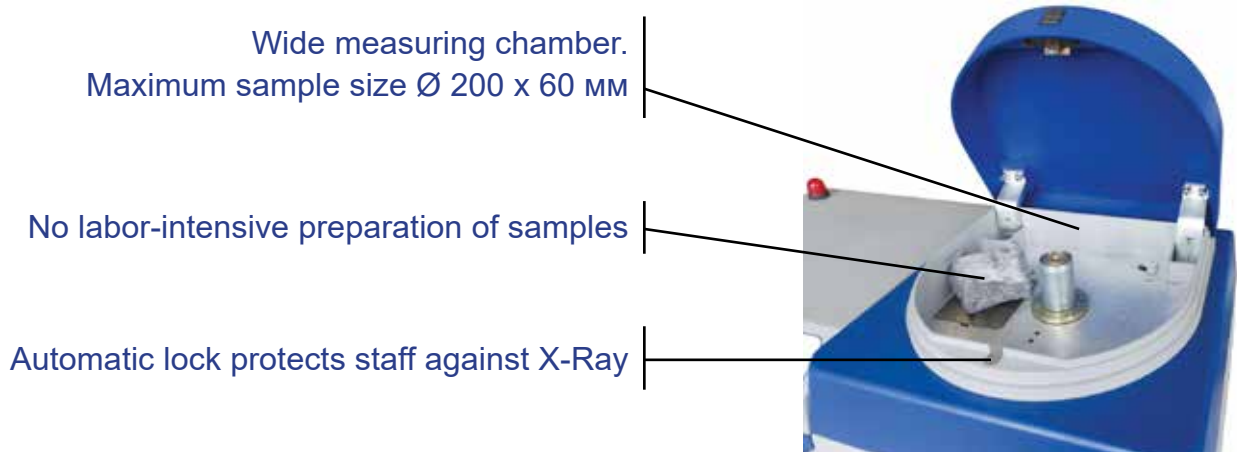 Wide measuring chamber.
Maximum sample size Ø 200 x 60 мм
No labor-intensive preparation of samples
Automatic lock protects staff against X-Ray